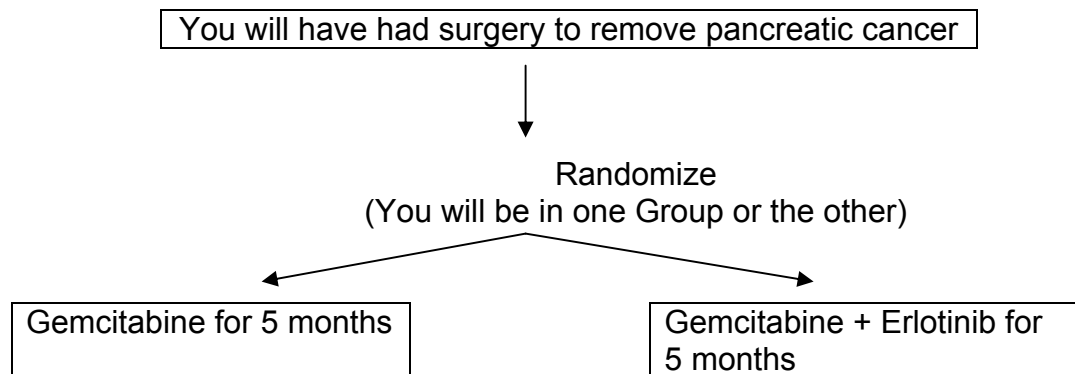 You will have had surgery to remove pancreatic cancer
Randomize
(You will be in one Group or the other)
Gemcitabine for 5 months
Gemcitabine + Erlotinib for
5 months